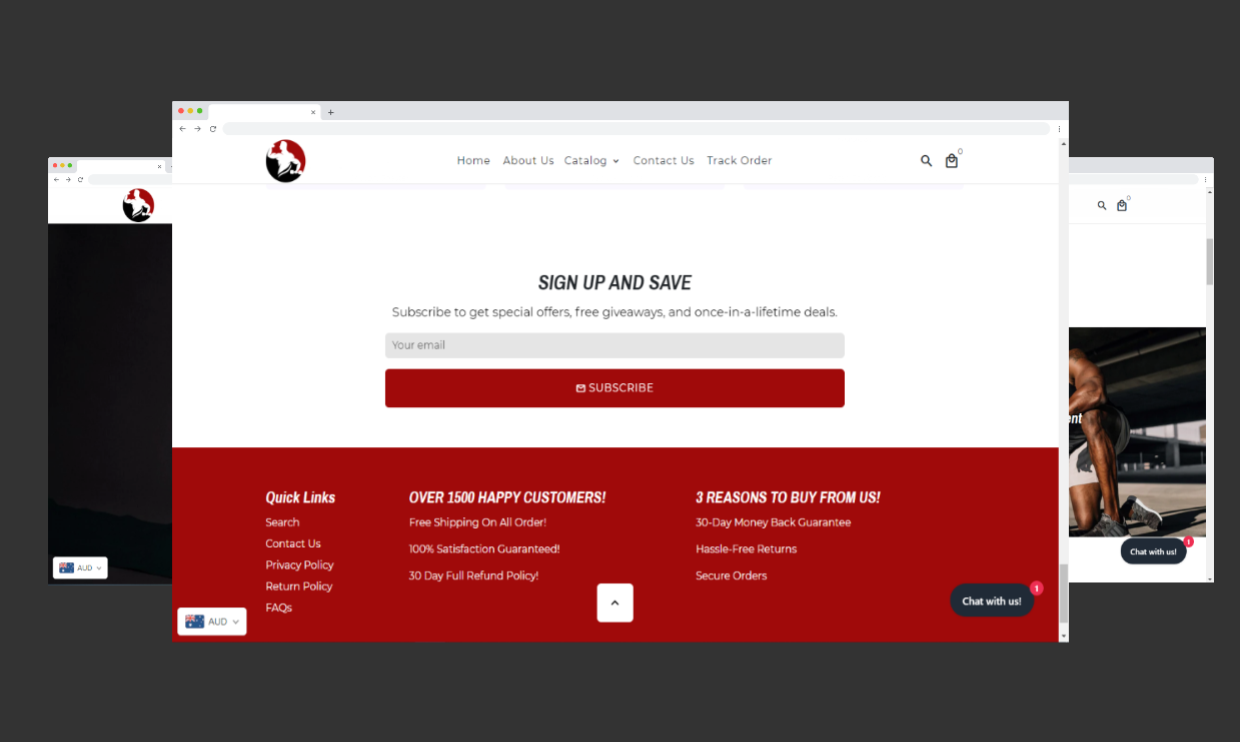 Home About Us Catalog Contact Us Track Order
0
0
SIGN UP AND SAVE
Subscribe to get special offers, free giveaways, and once-in-a-lifetime deals.
Your email
SUBSCRIBE
ent
Quick Links
Search
Contact Us
Privacy Policy
Return Policy
FAQs
OVER 1500 HAPPY CUSTOMERS!
Free Shipping On All Order!
100% Satisfaction Guaranteed!
30 Day Full Refund Policy!
3 REASONS TO BUY FROM US!
30-Day Money Back Guarantee
Hassle-Free Returns
Secure Orders
AUD
AUD
Chat with us!
1
Chat with us!
1